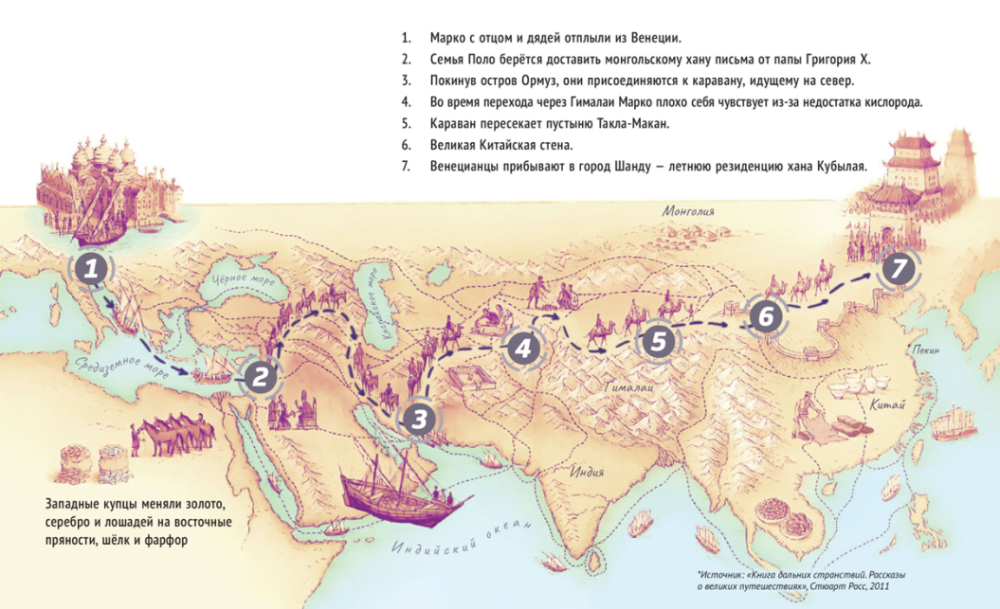 1. Марко с отцом и дядей отплыли из Венеции.
2. Семья Поло берётся доставить монгольскому хану письма от папы Григория X.
3. Покинув остров Ормуз, они присоединяются к каравану, идущему на север.
4. Во время перехода через Гималаи Марко плохо себя чувствует из-за недостатка кислорода.
5. Караван пересекает пустыню Такла-Макан.
6. Великая Китайская стена.
7. Венецианцы прибывают в город Шанду – летнюю резиденцию хана Кубылая.
Монголия
1
7
Чёрное море
Каспийское море
6
5
4
Пекин
Средиземное море
2
Гималаи
Китай
3
Индия
Западные купцы меняли золото,
серебро и лошадей на восточные
пряности, шёлк и фарфор
Индийский океан
*Источник: «Книга дальних странствий. Рассказы
о великих путешествиях», Стюарт Росс, 2011